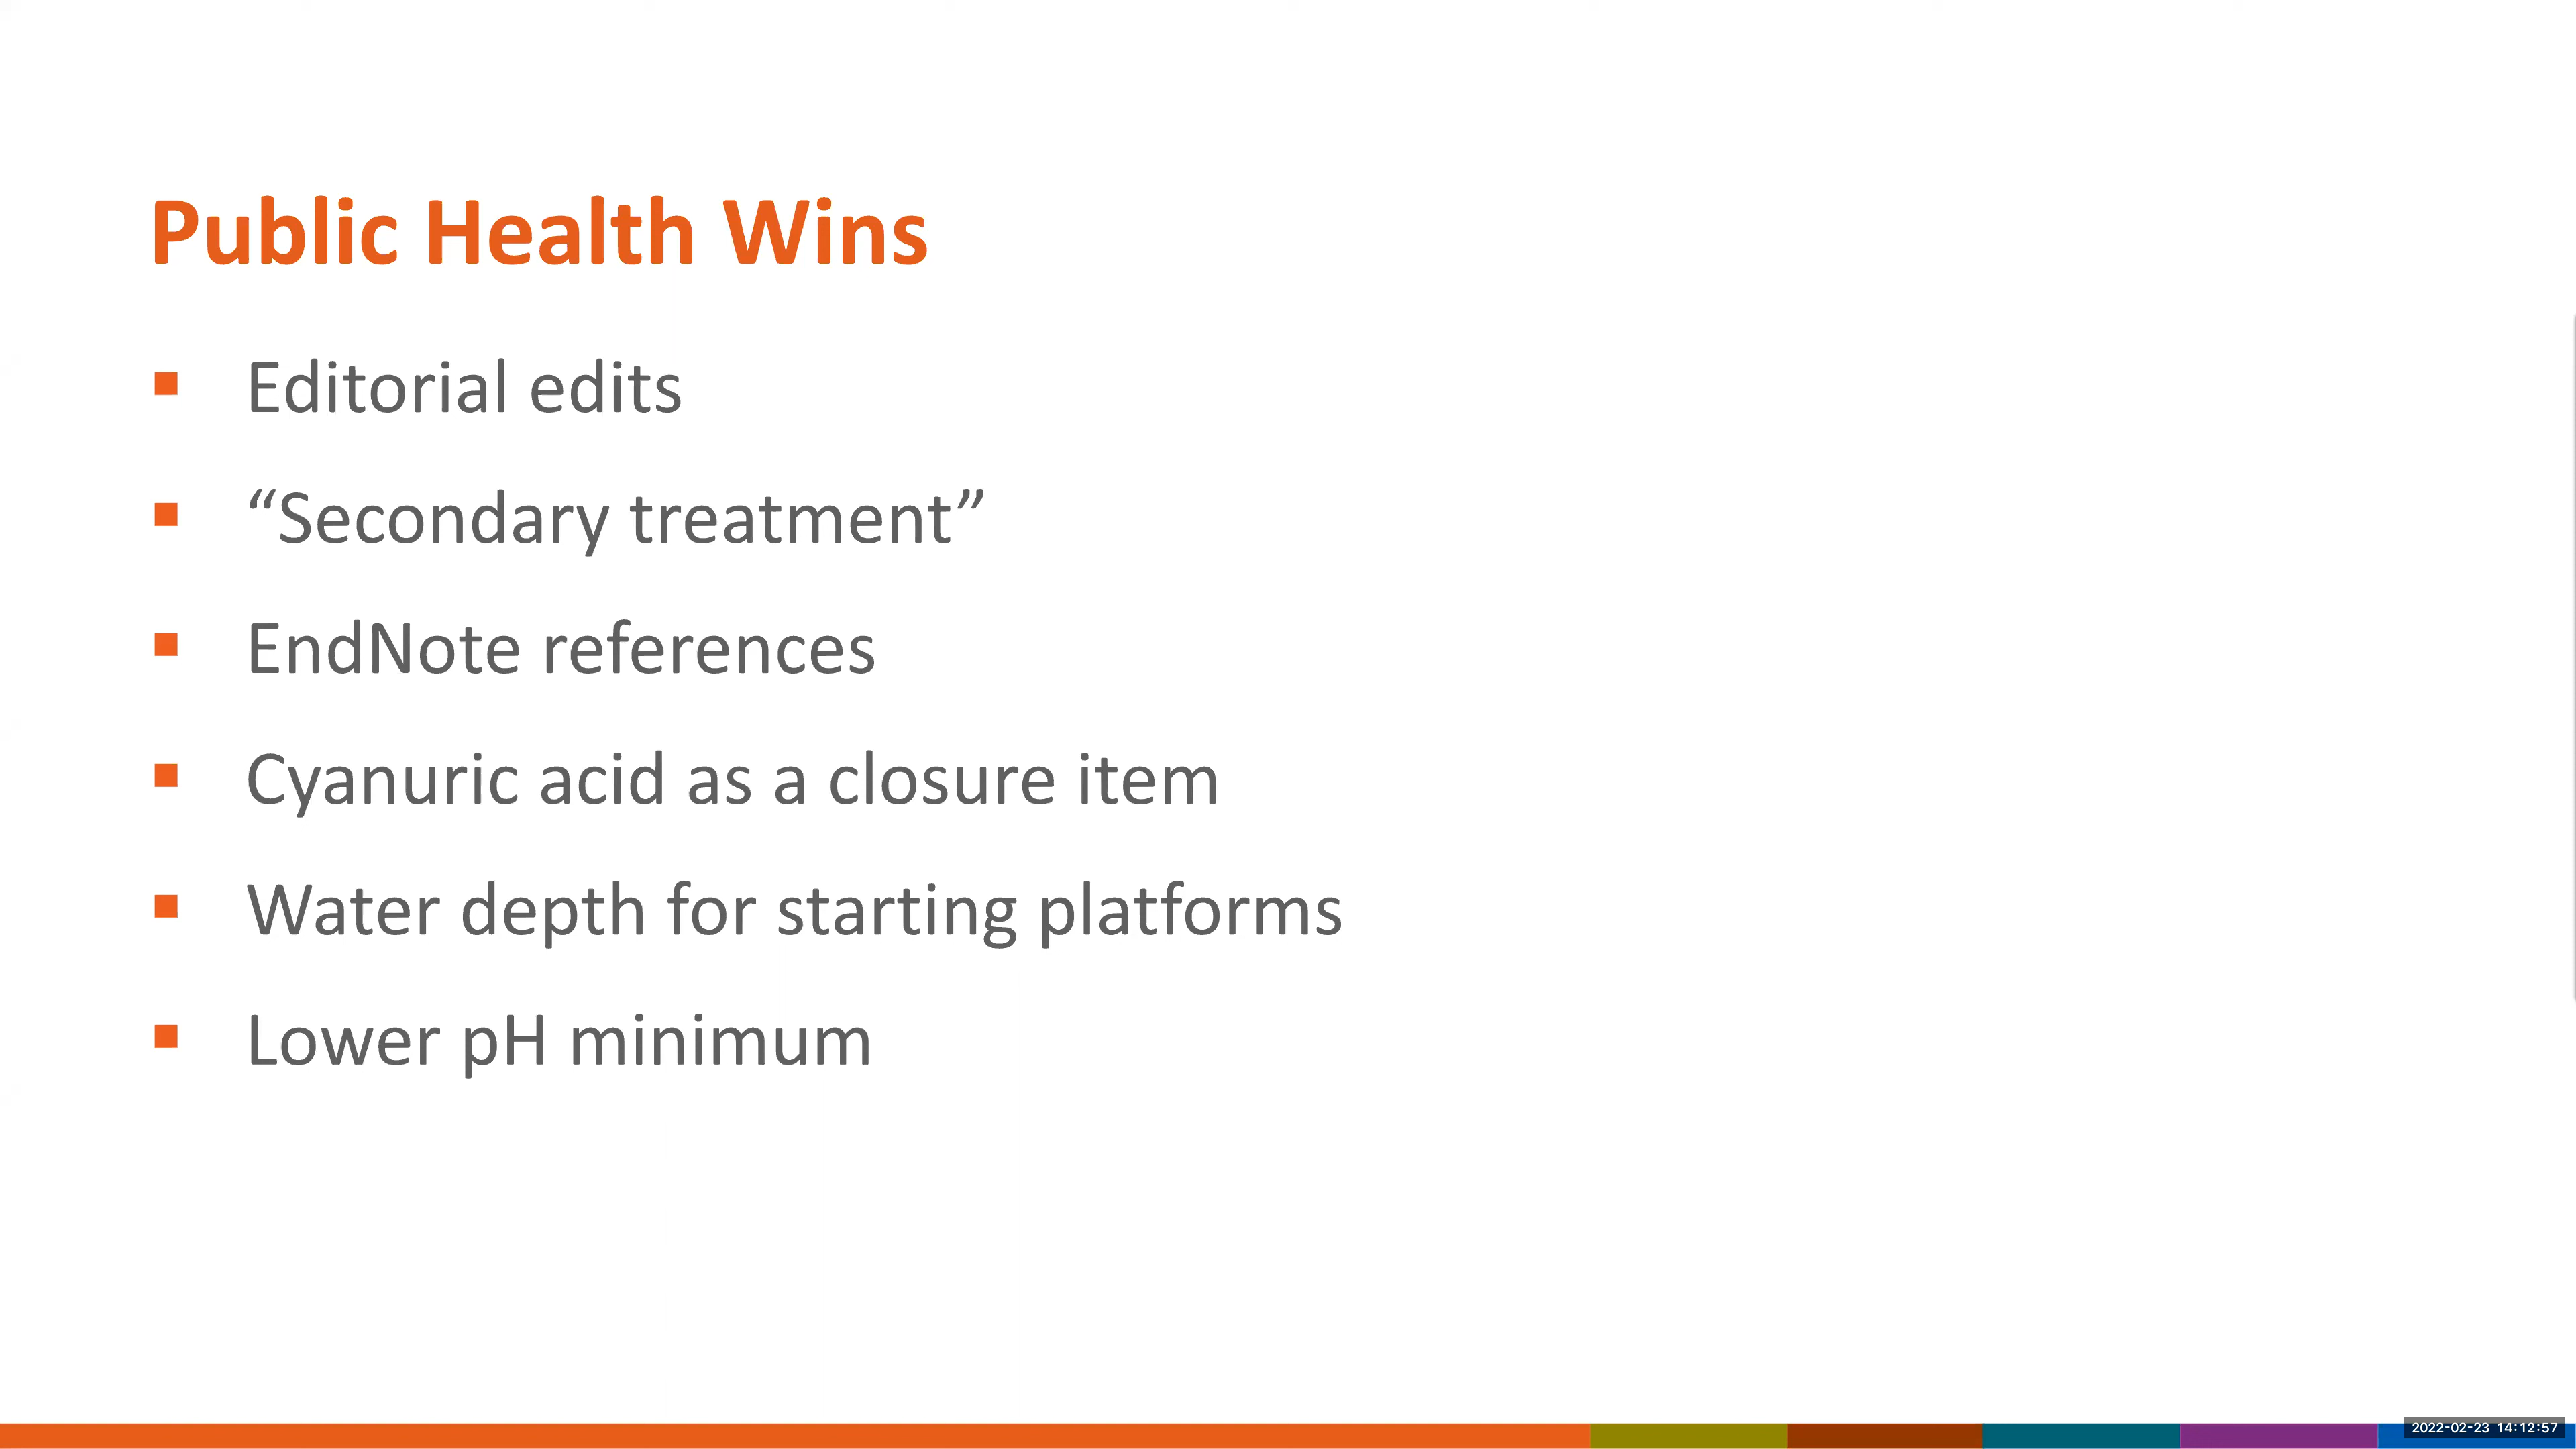 Public Health Wins
Editorial edits
“Secondary treatment”
EndNote references
Cyanuric acid as a closure item
Water depth for starting platforms
Lower pH minimum
2022-02-23 14:12:57